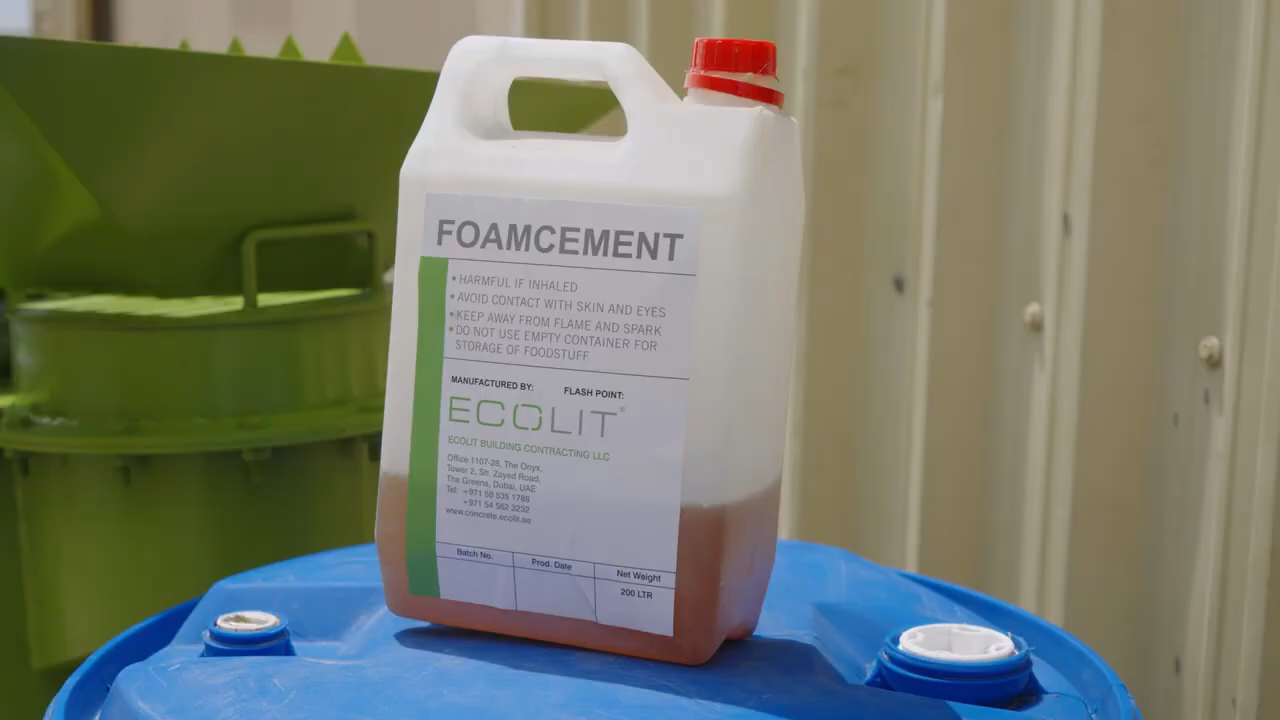 FOAMCEMENT
• HARMFUL IF INHALED
• AVOID CONTACT WITH SKIN AND EYES
• KEEP AWAY FROM FLAME AND SPARK
• DO NOT USE EMPTY CONTAINER FOR
STORAGE OF FOODSTUFF
MANUFACTURED BY: FLASH POINT:
ECOLIT®
ECOLIT BUILDING CONTRACTING LLC
Office 1107-28, The Onyx,
Tower 2, Sh. Zayed Road,
The Greens, Dubai, UAE
Tel: +971 58 535 1788
+971 54 562 3232
www.concrete.ecolit.ae
Batch No. Prod. Date Net Weight
200 LTR